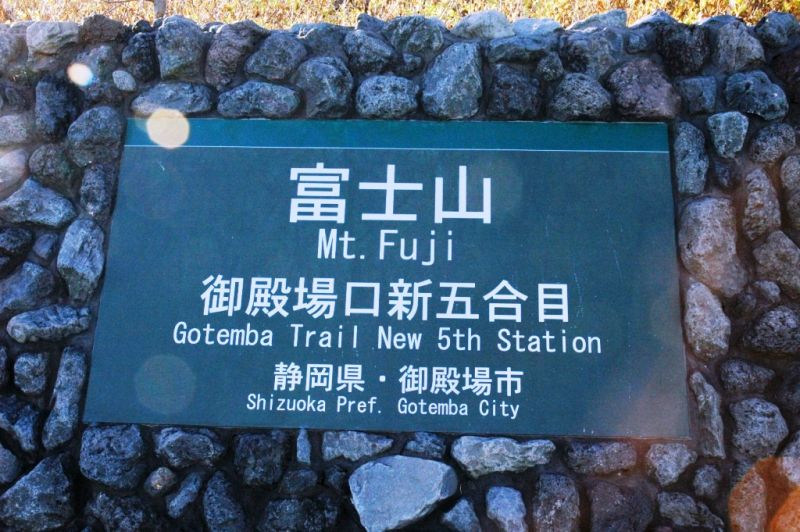 富士山
Mt. Fuji
御殿場口新五合目
Gotemba Trail New 5th Station
静岡県・御殿場市
Shizuoka Pref. Gotemba City